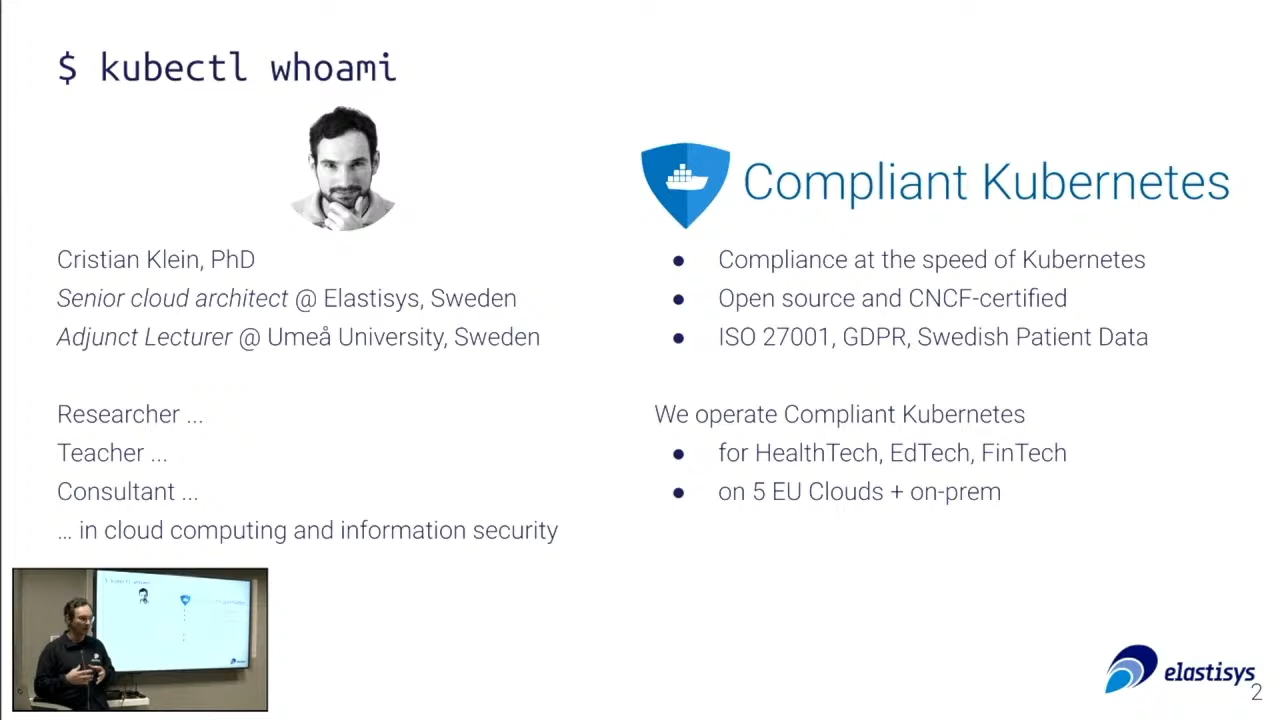 $ kubectl whoami
Cristian Klein, PhD
Senior cloud architect @ Elastisys, Sweden
Adjunct Lecturer @ Umeå University, Sweden
Researcher ...
Teacher ...
Consultant ...
... in cloud computing and information security
Compliant Kubernetes
● Compliance at the speed of Kubernetes
● Open source and CNCF-certified
● ISO 27001, GDPR, Swedish Patient Data
We operate Compliant Kubernetes
● for HealthTech, EdTech, FinTech
● on 5 EU Clouds + on-prem
$ kubectl whoami
elastisys
2